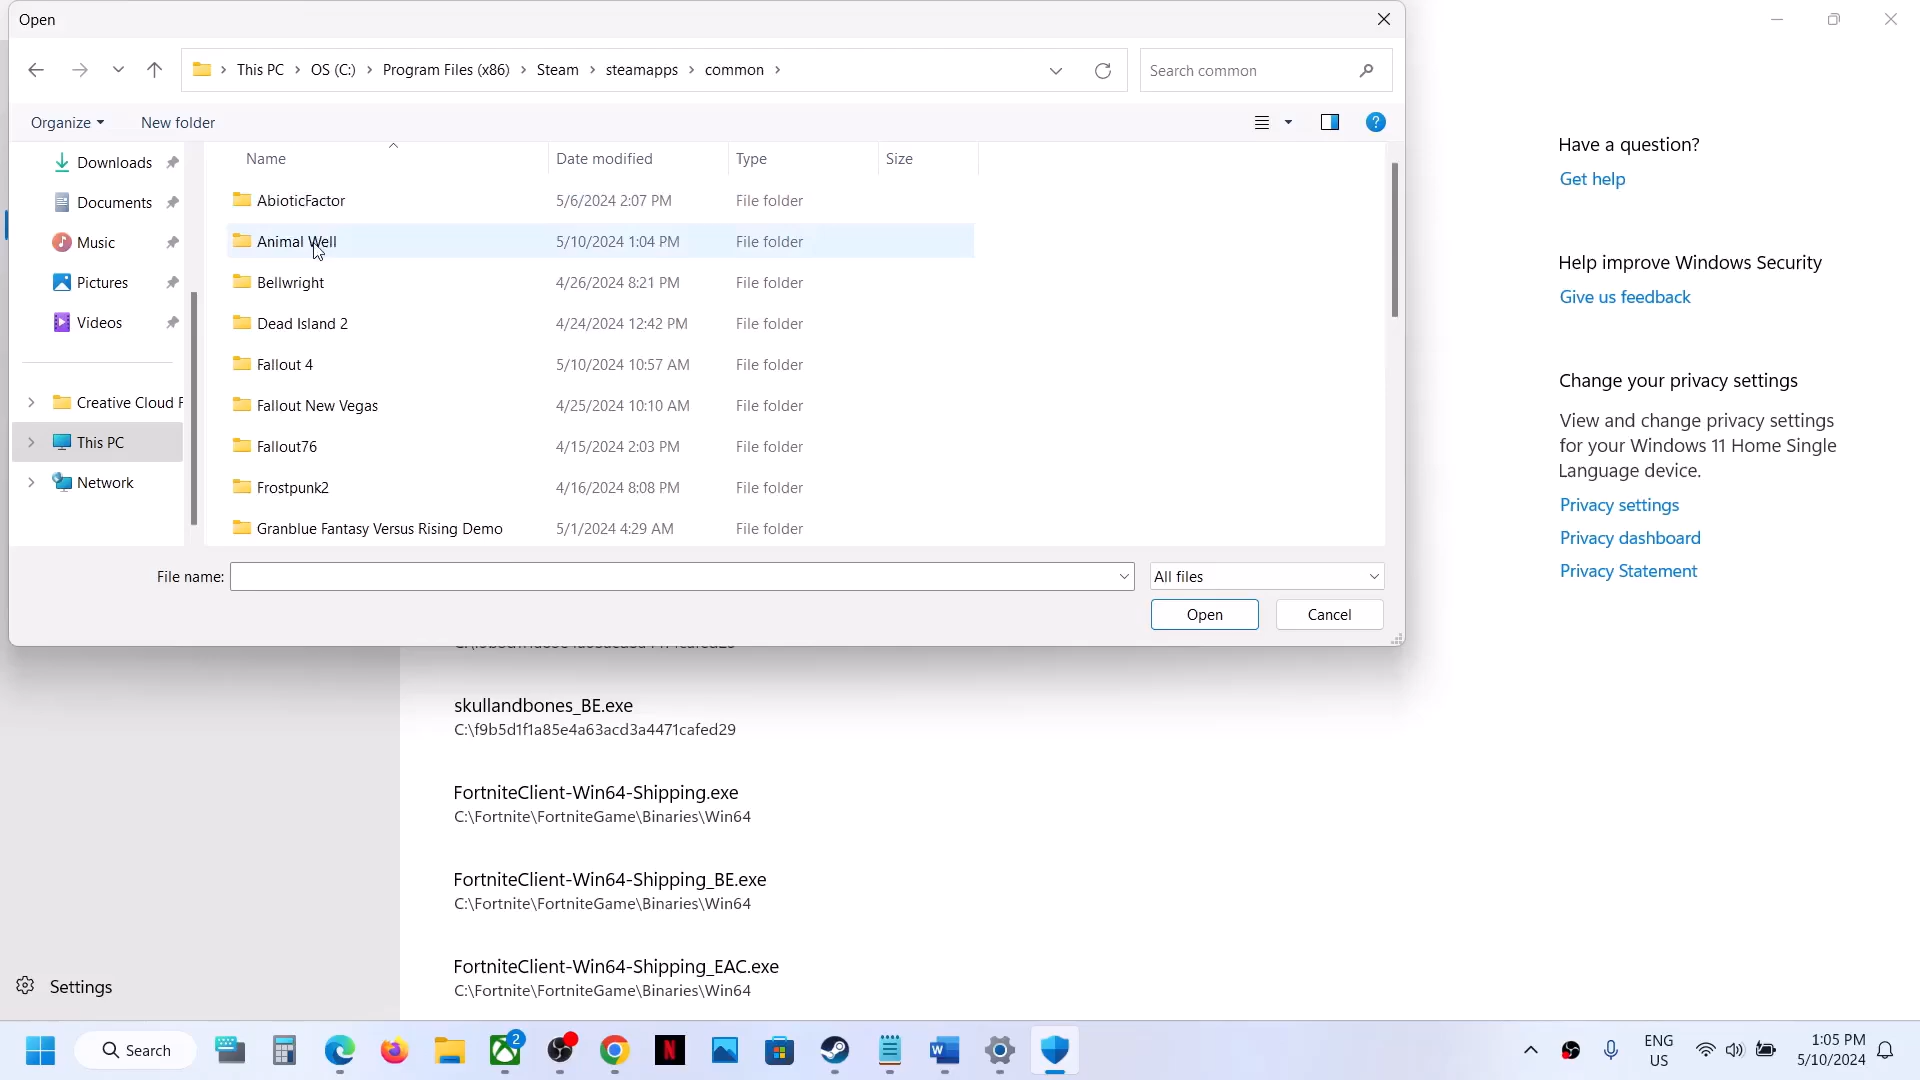 Open
This PC
OS (C:)
Program Files (x86)
Steam
steamapps
common
Search common
Organize
New folder
Downloads
Documents
Music
Pictures
Videos
Creative Cloud F
This PC
Network
Name Date modified Type Size
AbioticFactor 5/6/2024 2:07 PM File folder
Animal Well 5/10/2024 1:04 PM File folder
Bellwright 4/26/2024 8:21 PM File folder
Dead Island 2 4/24/2024 12:42 PM File folder
Fallout 4 5/10/2024 10:57 AM File folder
Fallout New Vegas 4/25/2024 10:10 AM File folder
Fallout76 4/15/2024 2:03 PM File folder
Frostpunk2 4/16/2024 8:08 PM File folder
Granblue Fantasy Versus Rising Demo 5/1/2024 4:29 AM File folder
File name:
All files
Open
Cancel
Have a question?
Get help
Help improve Windows Security
Give us feedback
Change your privacy settings
View and change privacy settings
for your Windows 11 Home Single
Language device.
Privacy settings
Privacy dashboard
Privacy Statement
skullandbones_BE.exe
C:\f9b5d1f1a85e4a63acd3a4471cafed29
FortniteClient-Win64-Shipping.exe
C:\Fortnite\FortniteGame\Binaries\Win64
FortniteClient-Win64-Shipping_BE.exe
C:\Fortnite\FortniteGame\Binaries\Win64
FortniteClient-Win64-Shipping_EAC.exe
C:\Fortnite\FortniteGame\Binaries\Win64
Settings
Search
2
ENG
US
1:05 PM
5/10/2024